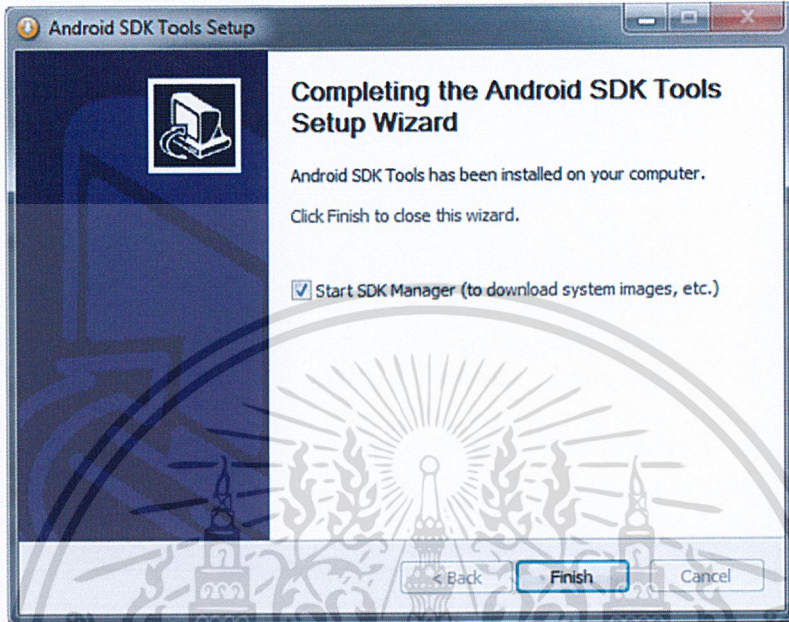 Android SDK Tools Setup
Completing the Android SDK Tools
Setup Wizard
Android SDK Tools has been installed on your computer.
Click Finish to close this wizard.
Start SDK Manager (to download system images, etc.)
< Back
Finish
Cancel